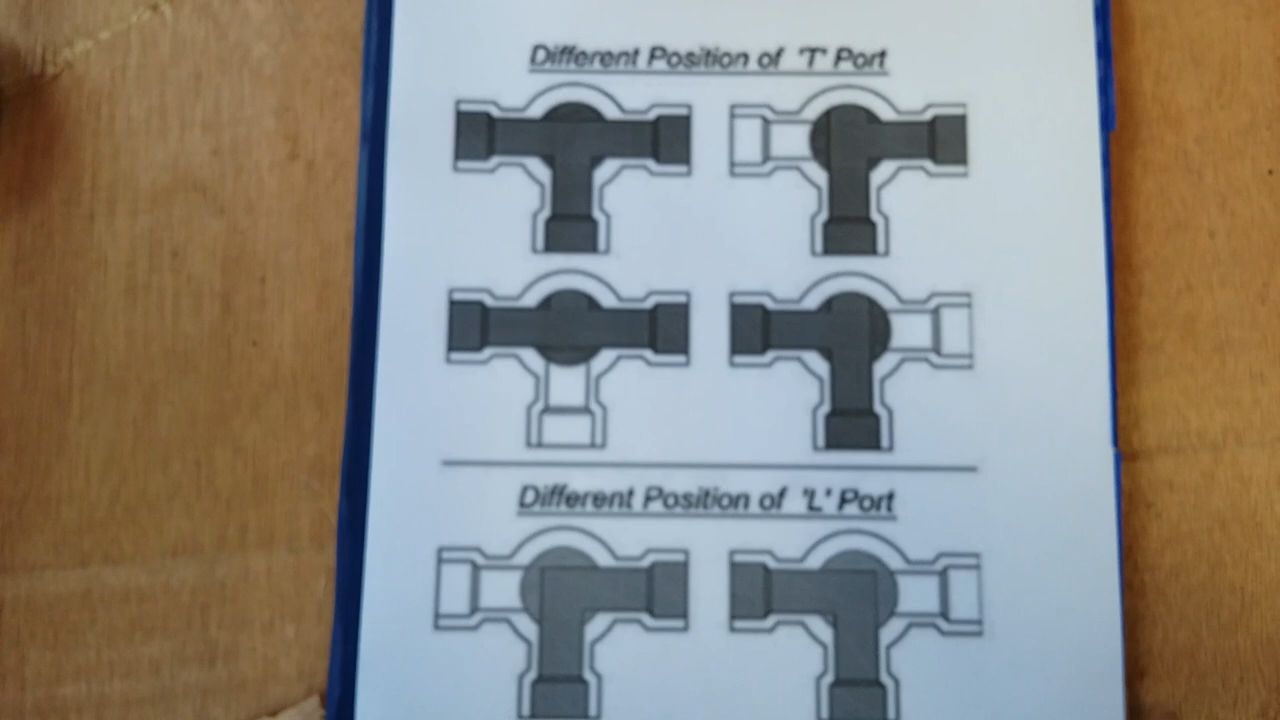 Different Position of 'T' Port
Different Position of 'L' Port